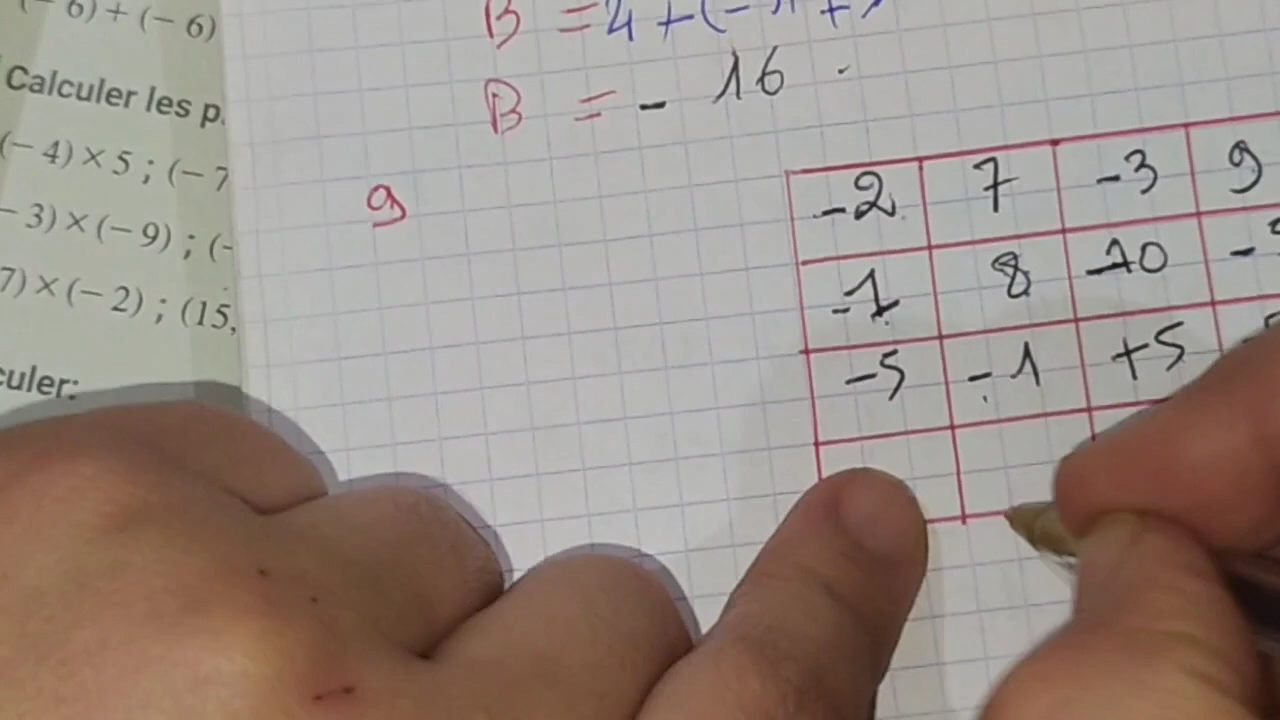 (− 6) + (− 6)
Calculer les p
(− 4) × 5 ; (− 7
− 3) × (− 9) ; (−
7) × (− 2) ; (15,
culer:
B = 4 + (−
B = − 16
9
−2 7 −3 9
−1 8 −10 −
−5 −1 +5